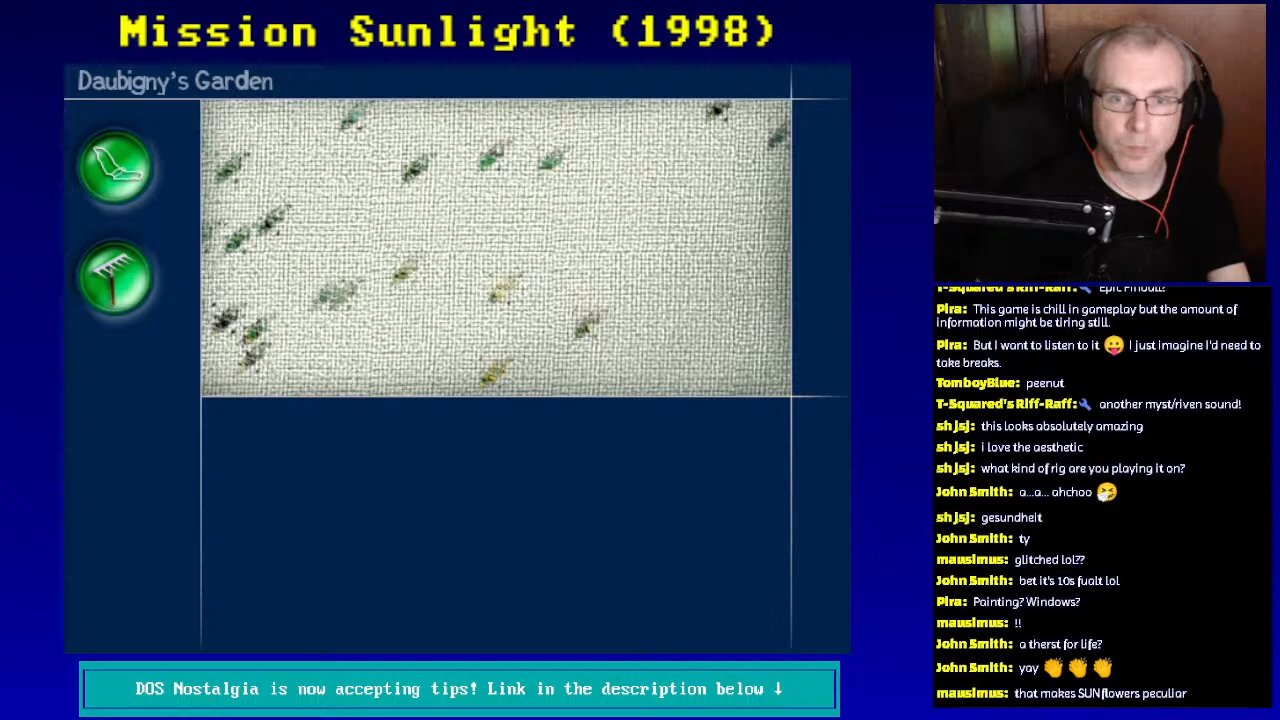 Mission Sunlight (1998)
Daubigny's Garden
Pira: This game is chill in gameplay but the amount of
information might be tiring still.
Pira: But I want to listen to it 😛 I just imagine I'd need to
take breaks.
TomboyBlue: peenut
T-Squared's Riff-Raff: another myst/riven sound!
sh jsj: this looks absolutely amazing
sh jsj: i love the aesthetic
sh jsj: what kind of rig are you playing it on?
John Smith: a...a... ahchoo 🤧
sh jsj: gesundheit
John Smith: ty
mausimus: glitched lol??
John Smith: bet it's 10s fualt lol
Pira: Painting? Windows?
mausimus: !!
John Smith: a therst for life?
John Smith: yay 👏👏👏
mausimus: that makes SUNflowers peculiar
DOS Nostalgia is now accepting tips! Link in the description below ↓